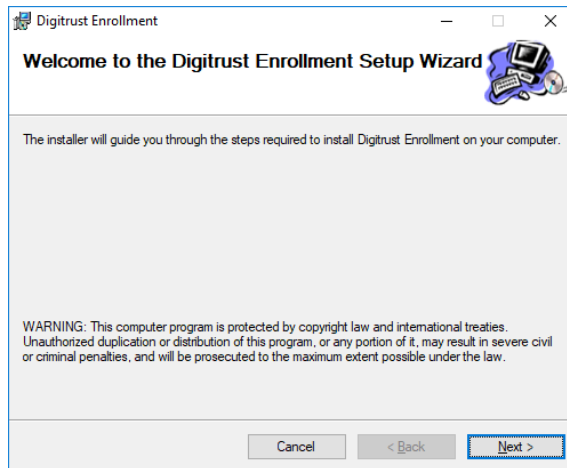 Digitrust Enrollment
Welcome to the Digitrust Enrollment Setup Wizard
The installer will guide you through the steps required to install Digitrust Enrollment on your computer.
WARNING: This computer program is protected by copyright law and international treaties.
Unauthorized duplication or distribution of this program, or any portion of it, may result in severe civil
or criminal penalties, and will be prosecuted to the maximum extent possible under the law.
Cancel
< Back
Next >